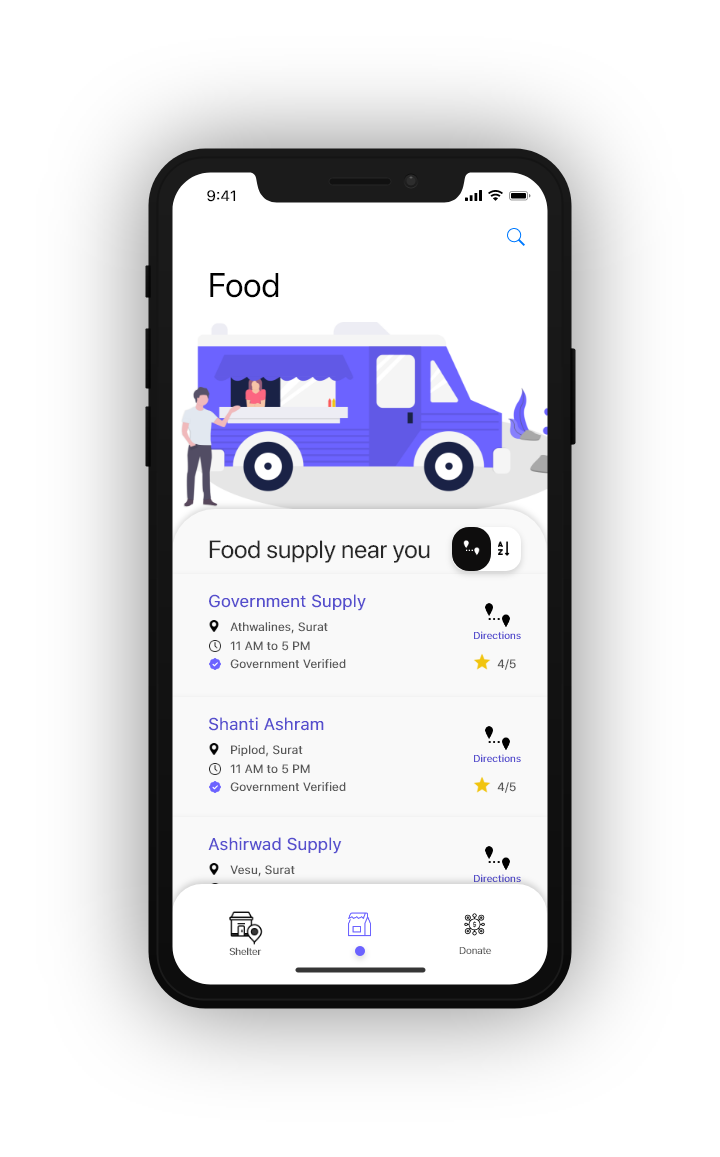 9:41
Food
Food supply near you
A
Z
Government Supply
Athwalines, Surat
Directions
11 AM to 5 PM
Government Verified
4/5
Shanti Ashram
Piplod, Surat
Directions
11 AM to 5 PM
Government Verified
4/5
Ashirwad Supply
Vesu, Surat
Directions
Shelter
Donate